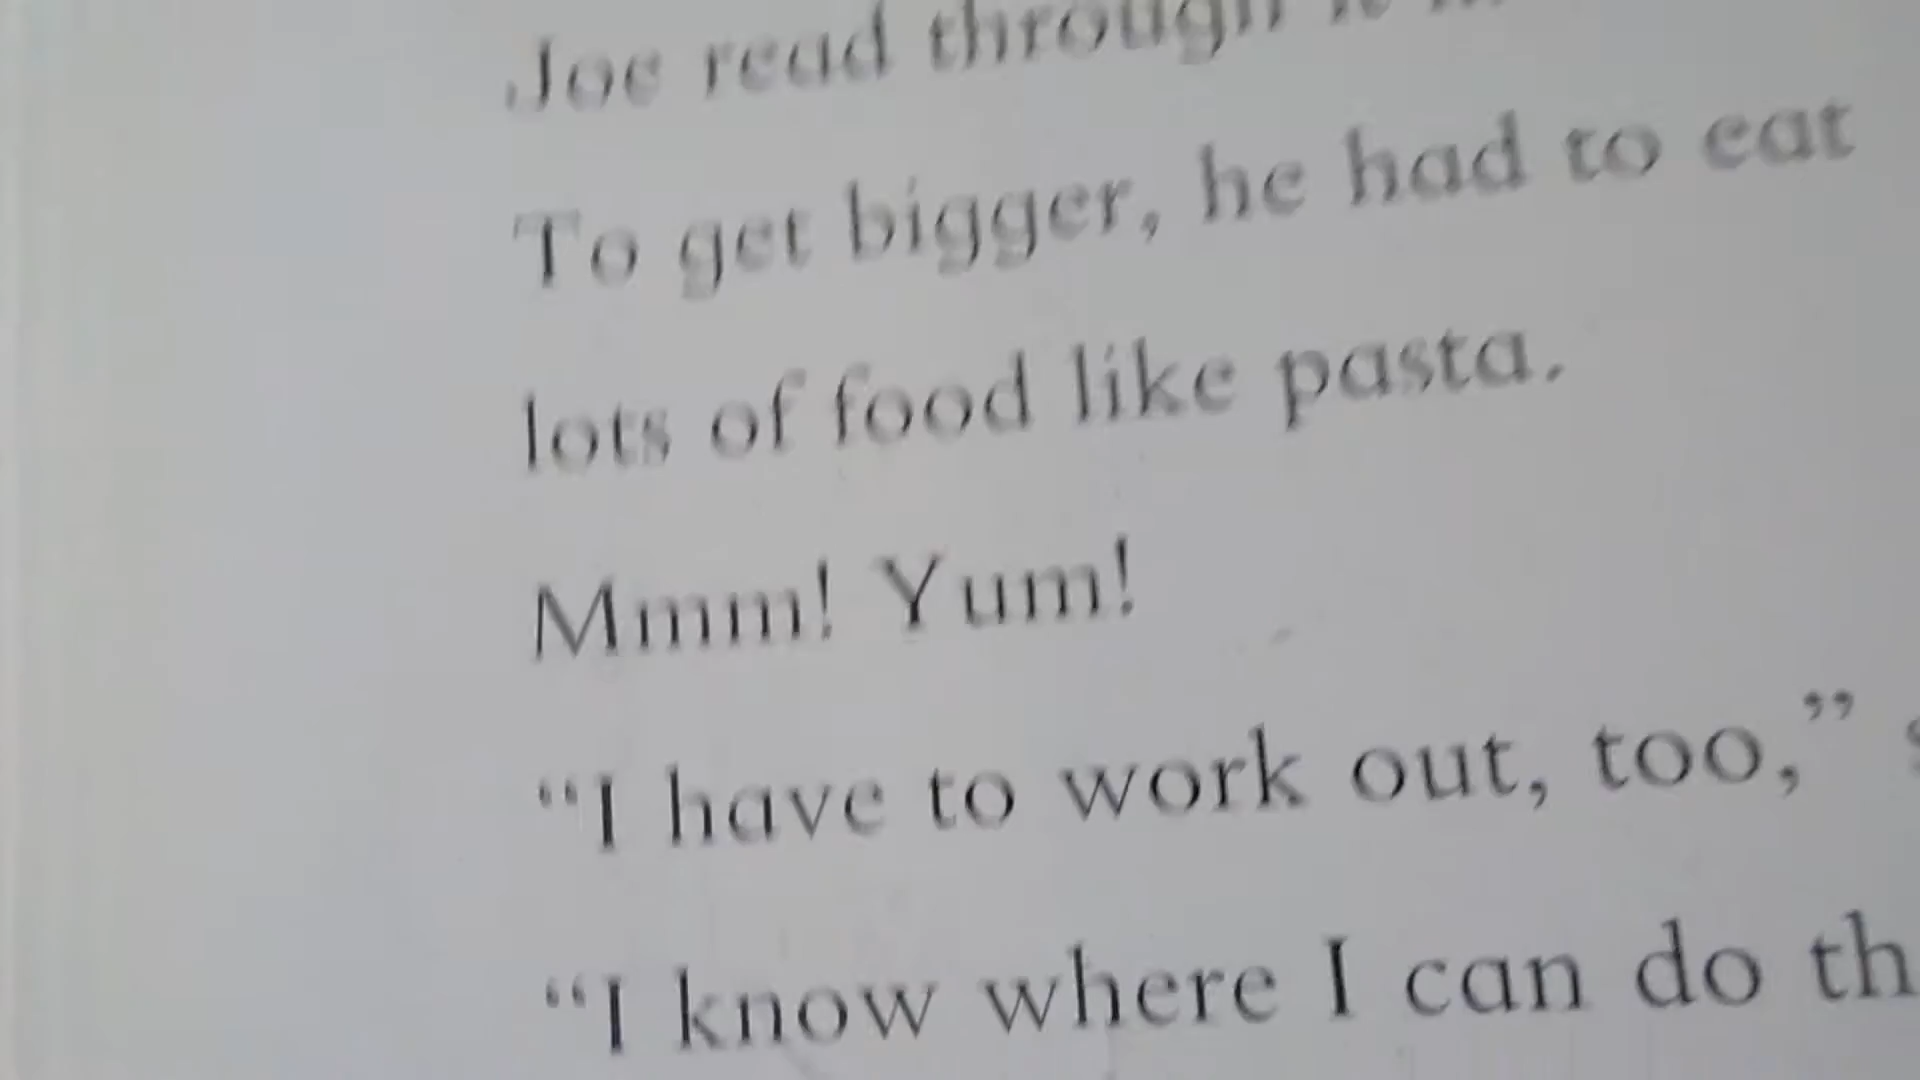 Joe read through
To get bigger, he had to eat
lots of food like pasta.
Mmm! Yum!
“I have to work out, too,”
“I know where I can do